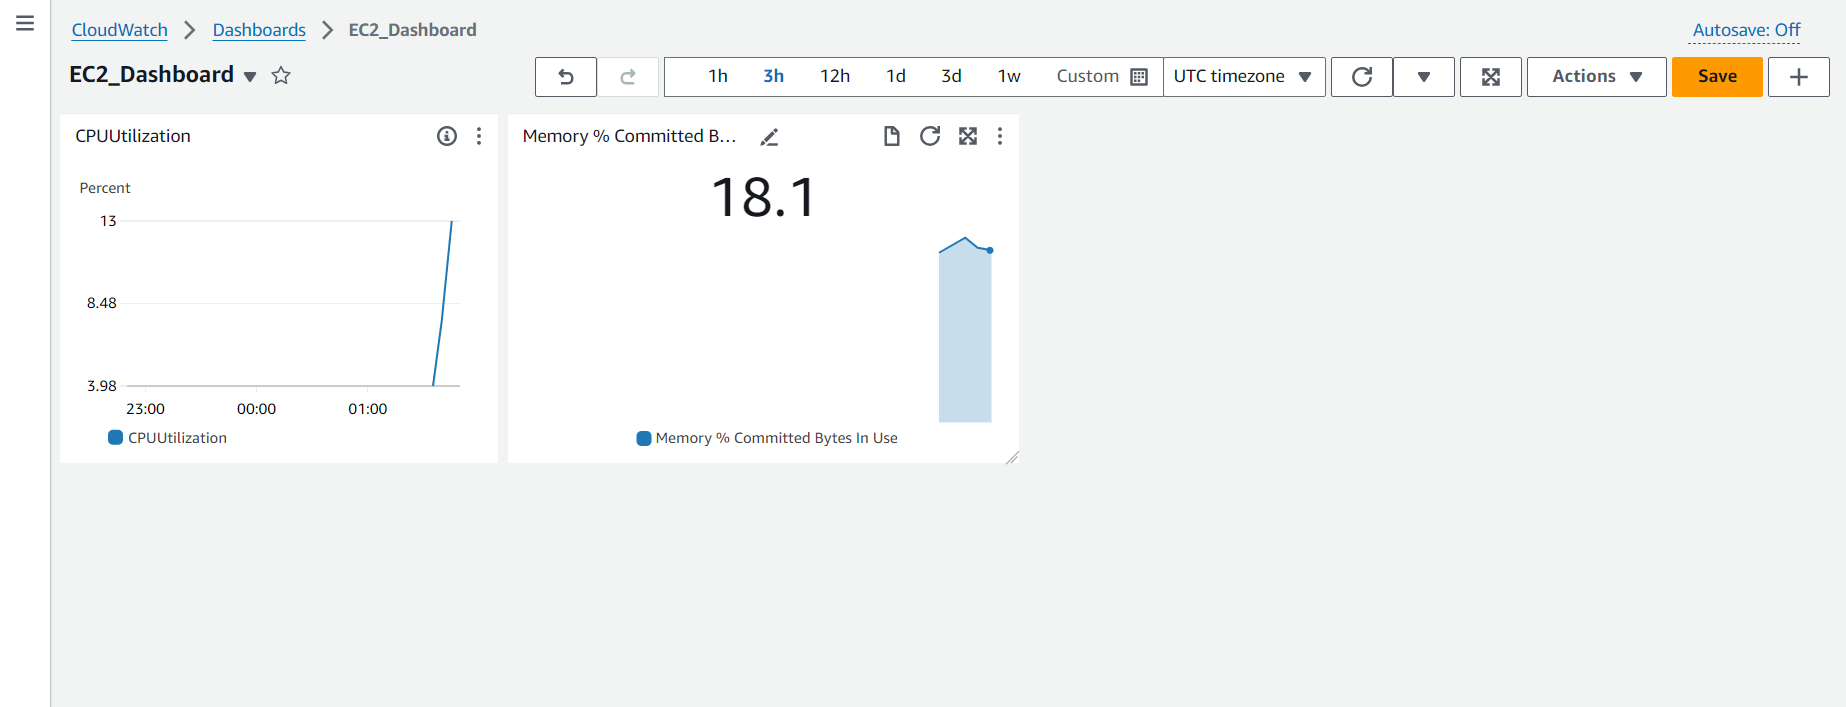 CloudWatch
Dashboards
EC2_Dashboard
Autosave: Off
EC2_Dashboard
1h
3h
12h
1d
3d
1w
Custom
UTC timezone
Actions
Save
CPUUtilization
Percent
13
8.48
3.98
23:00
00:00
01:00
CPUUtilization
Memory % Committed B...
18.1
Memory % Committed Bytes In Use